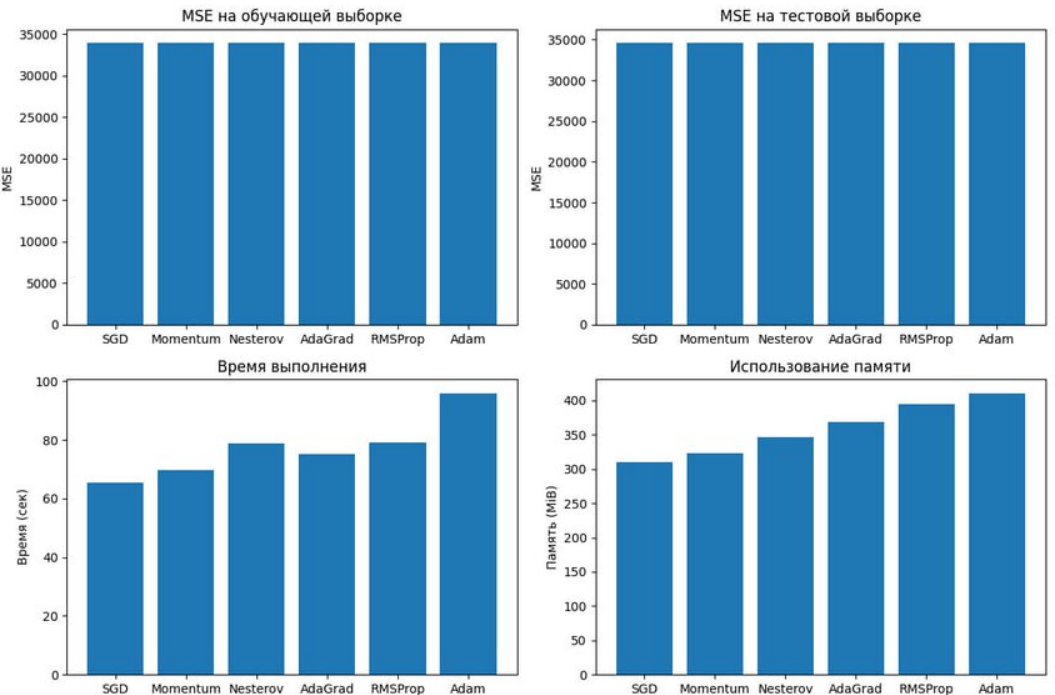 MSE на обучающей выборке
35000
30000
25000
20000
15000
10000
5000
0
MSE
SGD Momentum Nesterov AdaGrad RMSProp Adam
MSE на тестовой выборке
35000
30000
25000
20000
15000
10000
5000
0
MSE
SGD Momentum Nesterov AdaGrad RMSProp Adam
Время выполнения
100
80
60
40
20
0
Время (сек)
SGD Momentum Nesterov AdaGrad RMSProp Adam
Использование памяти
400
350
300
250
200
150
100
50
0
Память (MiB)
SGD Momentum Nesterov AdaGrad RMSProp Adam